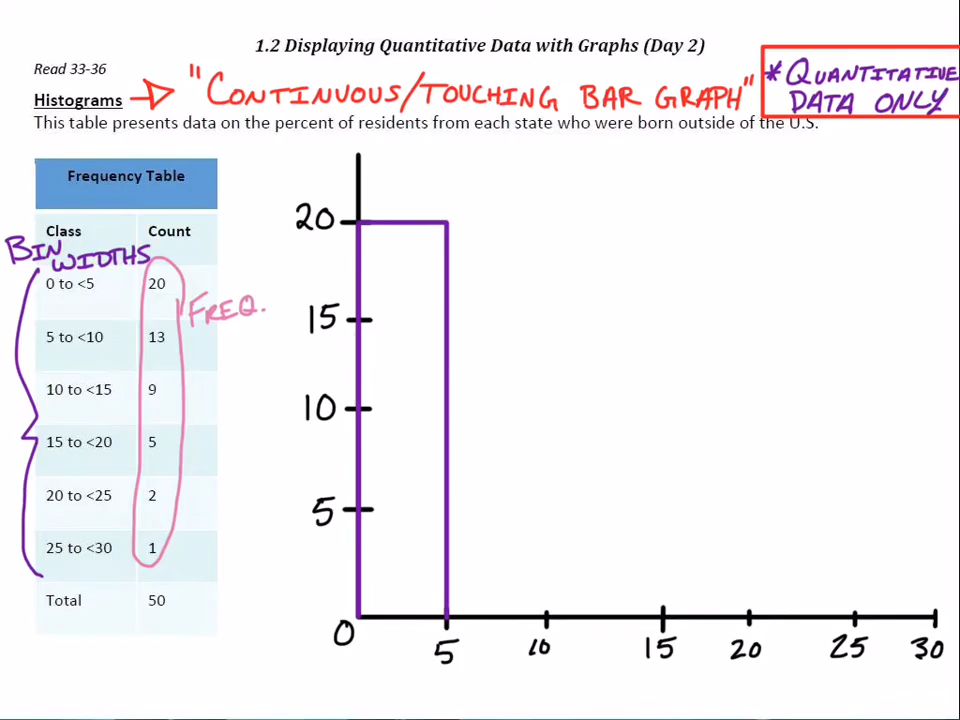 1.2 Displaying Quantitative Data with Graphs (Day 2)
Read 33-36
Histograms "CONTINUOUS/TOUCHING BAR GRAPH"
*QUANTITATIVE
DATA ONLY
This table presents data on the percent of residents from each state who were born outside of the U.S.
Frequency Table
Class Count
BIN WIDTHS
0 to <5 20
FREQ.
5 to <10 13
10 to <15 9
15 to <20 5
20 to <25 2
25 to <30 1
Total 50
20
15
10
5
0
5 10 15 20 25 30